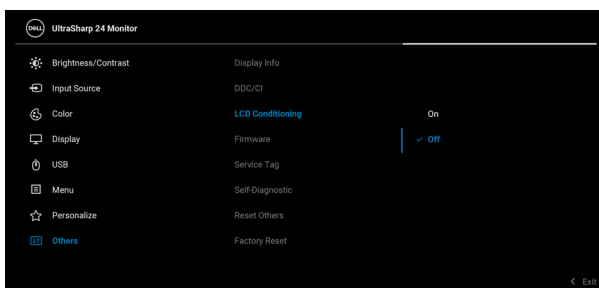 DELL UltraSharp 24 Monitor
Brightness/Contrast Display Info
Input Source DDC/CI
Color LCD Conditioning On
Display Firmware Off
USB Service Tag
Menu Self-Diagnostic
Personalize Reset Others
Others Factory Reset
Exit